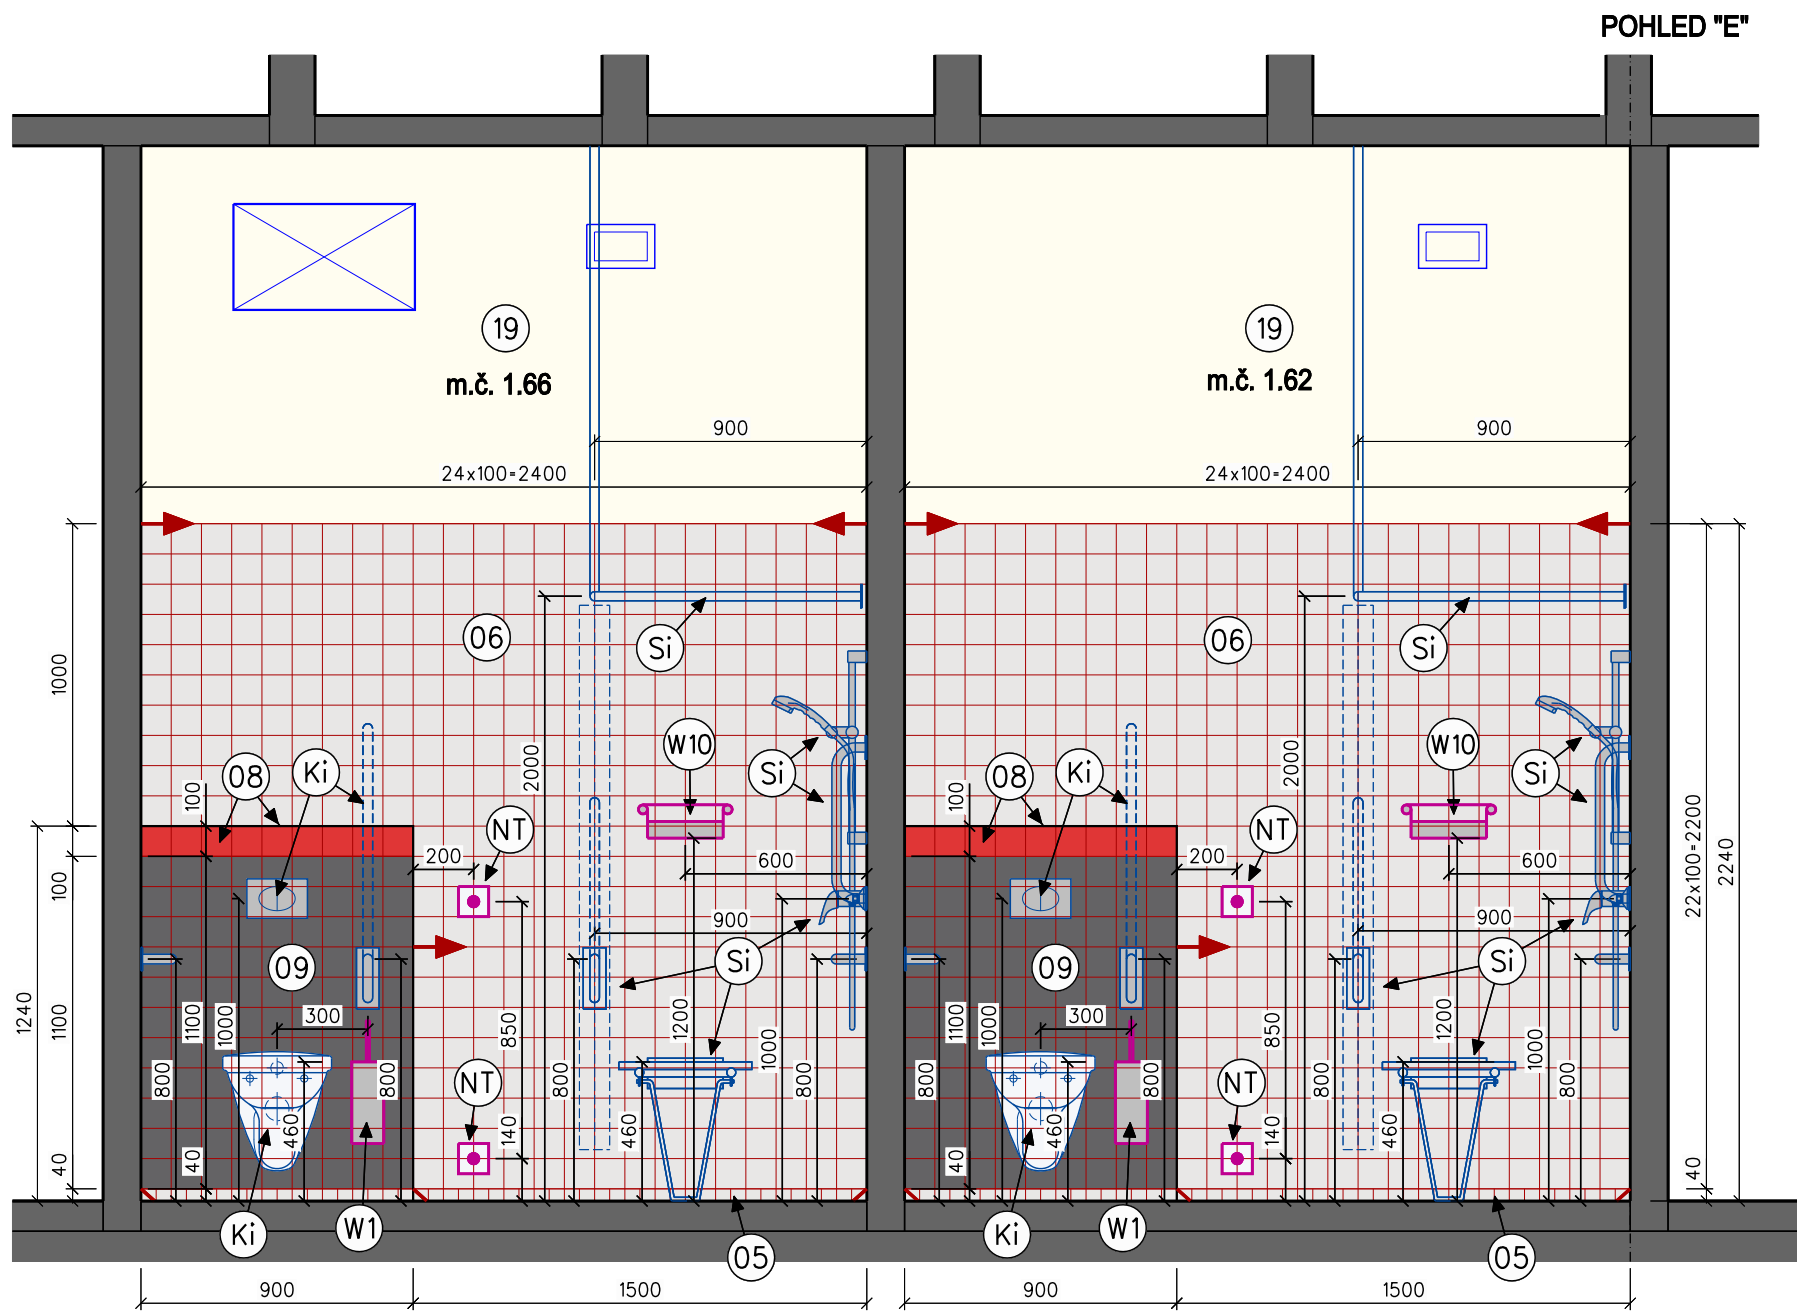 POHLED "E"
19
19
m.č. 1.66
m.č. 1.62
900
900
24x100=2400
24x100=2400
06
Si
06
Si
1000
2000
W10
Si
2000
W10
Si
08
Ki
08
Ki
100
NT
100
NT
200
600
200
600
100
22x100=2200
2240
900
900
09
Si
09
Si
1240
1100
1100
1000
300
850
1200
1000
1100
1000
300
850
1200
1000
800
800
NT
800
800
800
800
NT
800
800
460
140
460
460
140
460
40
40
40
40
Ki
W1
05
Ki
W1
05
900
1500
900
1500